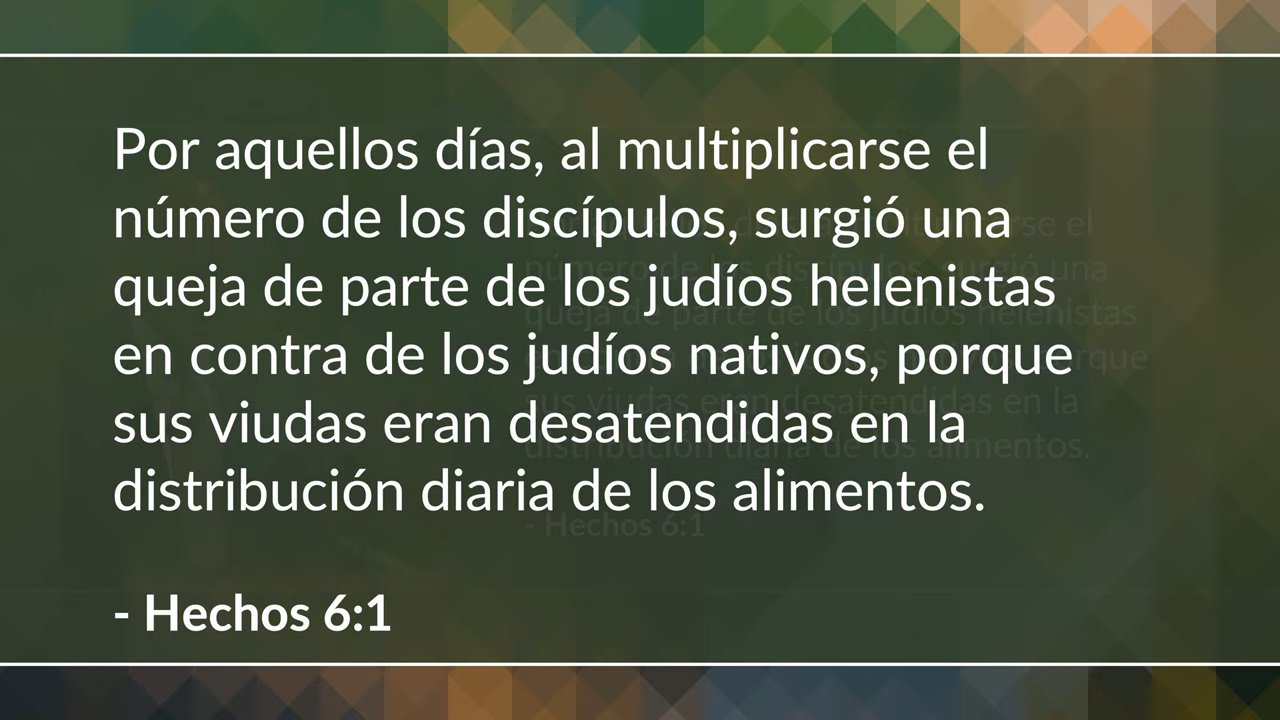 Por aquellos días, al multiplicarse el
número de los discípulos, surgió una
queja de parte de los judíos helenistas
en contra de los judíos nativos, porque
sus viudas eran desatendidas en la
distribución diaria de los alimentos.
- Hechos 6:1